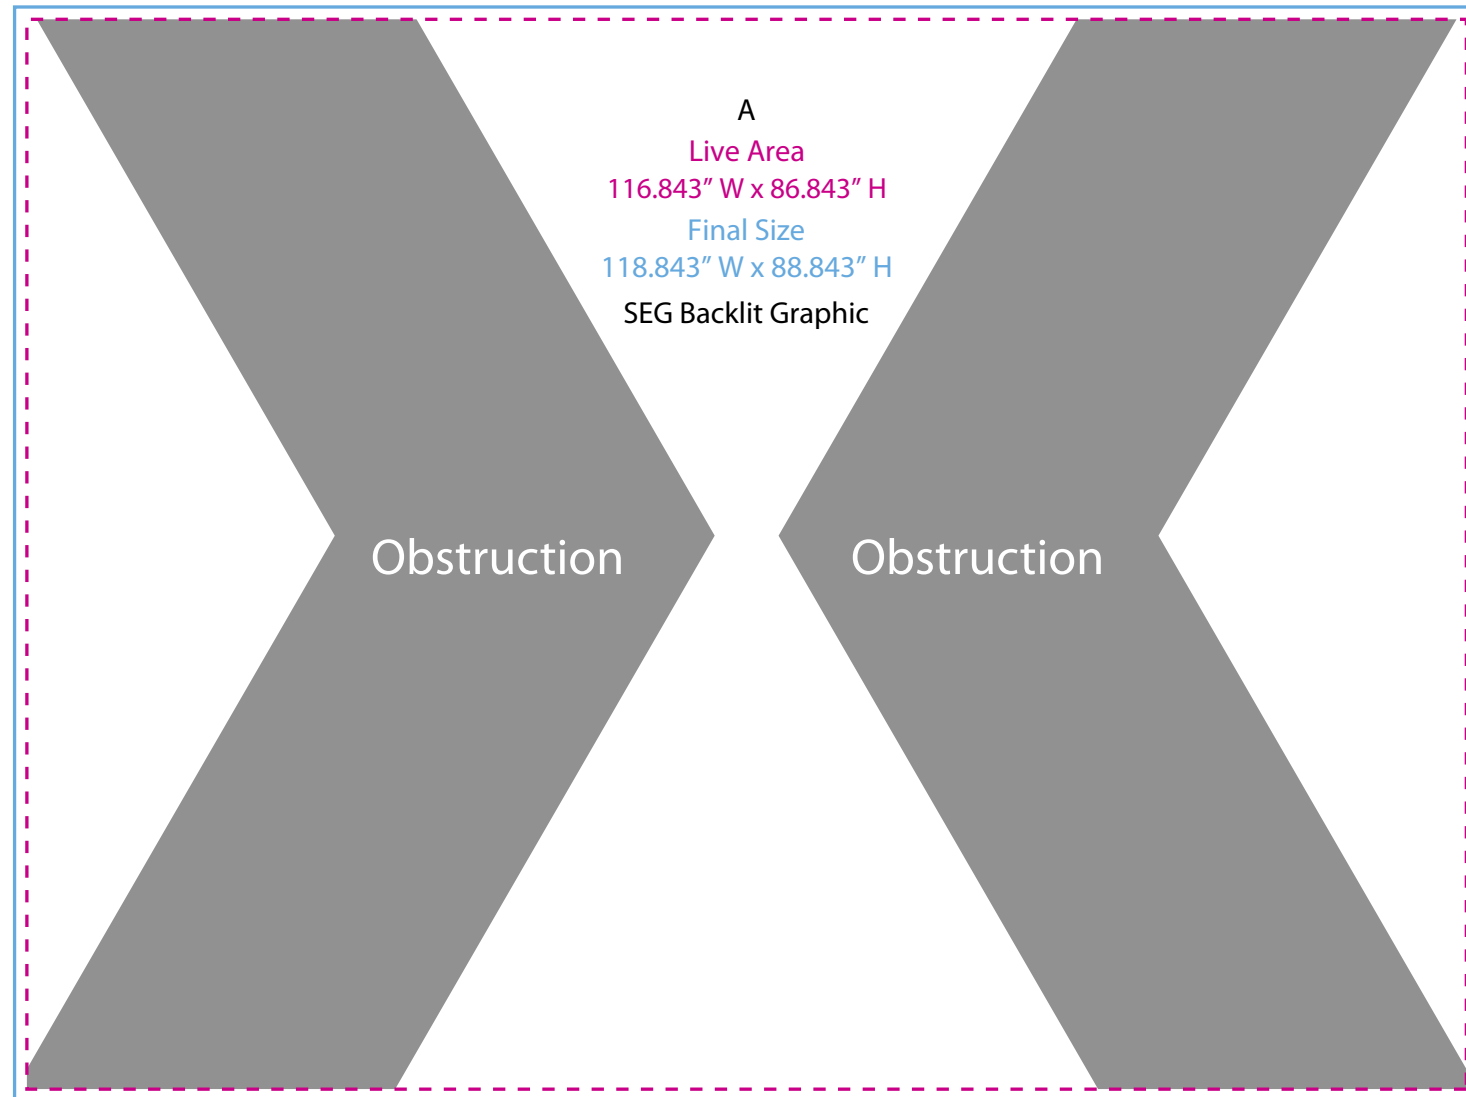 A
Live Area
116.843” W x 86.843” H
Final Size
118.843” W x 88.843” H
SEG Backlit Graphic
Obstruction
Obstruction